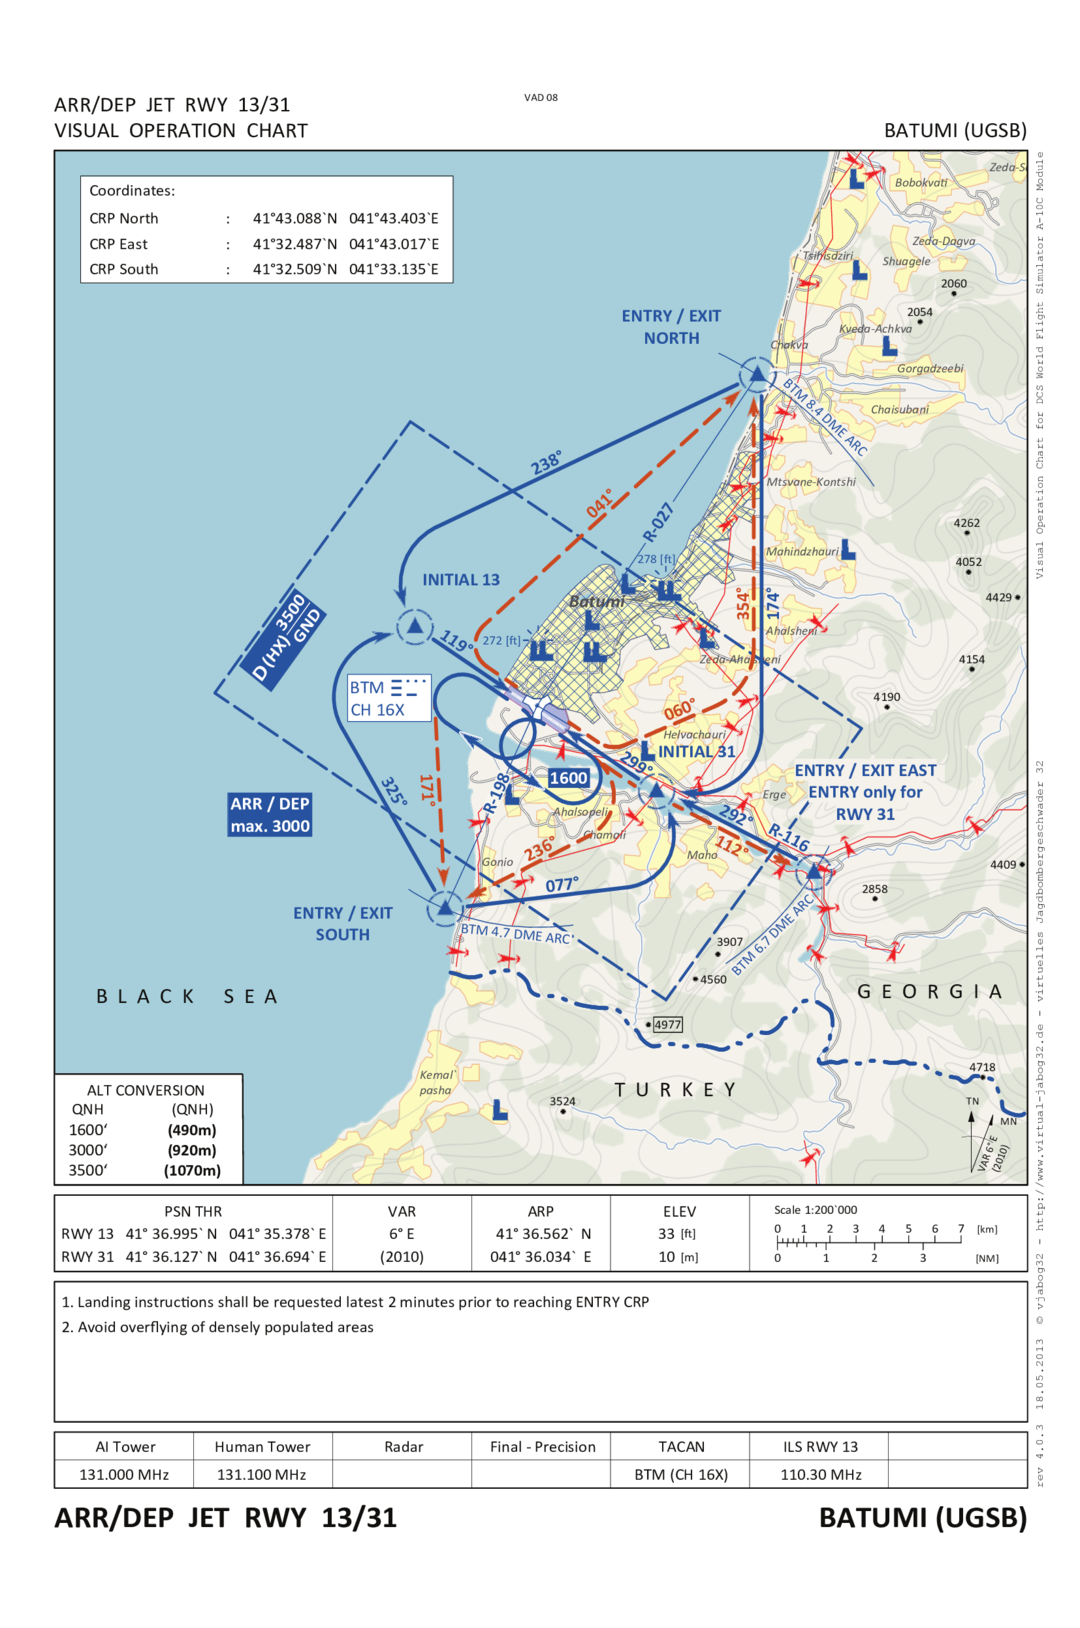 ARR/DEP JET RWY 13/31
VAD 08
VISUAL OPERATION CHART
BATUMI (UGSB)
Coordinates:
CRP North : 41°43.088`N 041°43.403`E
CRP East : 41°32.487`N 041°43.017`E
CRP South : 41°32.509`N 041°33.135`E
Bobokvati
Tsihisdziri
Zeda-Dagva
Shuagele
2060
2054
ENTRY / EXIT
NORTH
Kveda-Achkva
Chakva
Gorgadzeebi
BTM 8.4 DME ARC
Chaisubani
238°
041°
R-027
Mtsvane-Kontshi
4262
278 [ft]
Mahindzhauri
4052
4429
INITIAL 13
D(HX) 3500
GND
Batumi
354°
174°
119°
272 [ft]
Ahalsheni
Zeda-Ahalsheni
4154
BTM
CH 16X
4190
060°
Helvachauri
INITIAL 31
299°
1600
ENTRY / EXIT EAST
ENTRY only for
RWY 31
325°
171°
R-198
Erge
ARR / DEP
max. 3000
Ahalsopeli
Chamoli
292°
R-116
236°
112°
Maho
Gonio
077°
4409
2858
ENTRY / EXIT
SOUTH
BTM 4.7 DME ARC
BTM 6.7 DME ARC
3907
4560
BLACK SEA
GEORGIA
4977
Kemal`
pasha
TURKEY
4718
3524
TN
MN
VAR 6°E
(2010)
ALT CONVERSION
QNH (QNH)
1600‘ (490m)
3000‘ (920m)
3500‘ (1070m)
PSN THR VAR ARP ELEV Scale 1:200`000
RWY 13 41° 36.995` N 041° 35.378` E 6° E 41° 36.562` N 33 [ft] 0 1 2 3 4 5 6 7 [km]
RWY 31 41° 36.127` N 041° 36.694` E (2010) 041° 36.034` E 10 [m] 0 1 2 3 [NM]
1. Landing instructions shall be requested latest 2 minutes prior to reaching ENTRY CRP
2. Avoid overflying of densely populated areas
AI Tower Human Tower Radar Final - Precision TACAN ILS RWY 13
131.000 MHz 131.100 MHz BTM (CH 16X) 110.30 MHz
ARR/DEP JET RWY 13/31 BATUMI (UGSB)
rev 4.0.3 18.05.2013 © vjabog32 - http://www.virtual-jabog32.de - virtuelles Jagdbombergeschwader 32 Visual Operation Chart for DCS World Flight Simulator A-10C Module